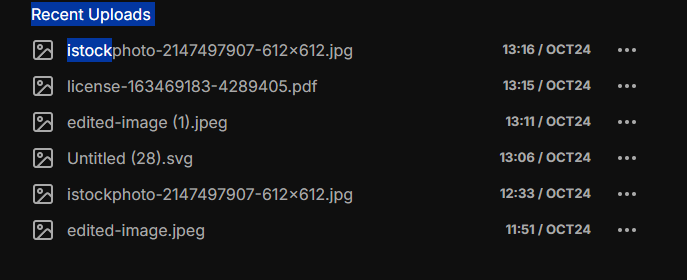 Recent Uploads
istockphoto-2147497907-612×612.jpg 13:16 / OCT24
license-163469183-4289405.pdf 13:15 / OCT24
edited-image (1).jpeg 13:11 / OCT24
Untitled (28).svg 13:06 / OCT24
istockphoto-2147497907-612×612.jpg 12:33 / OCT24
edited-image.jpeg 11:51 / OCT24